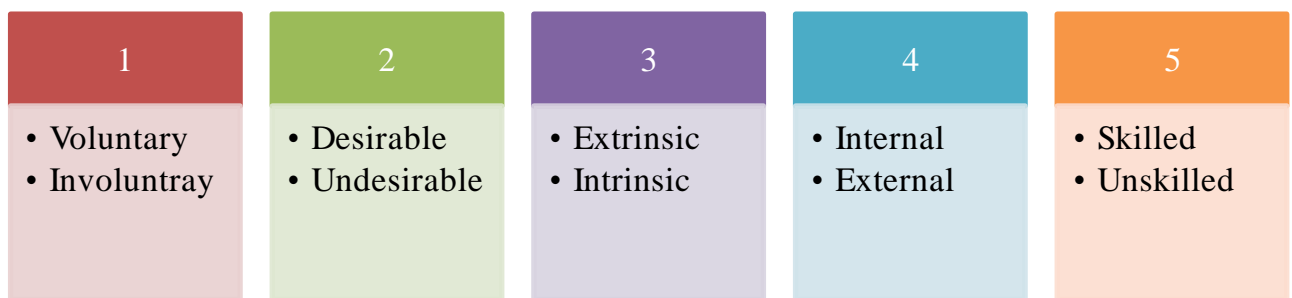 1
• Voluntary
• Involuntray
2
• Desirable
• Undesirable
3
• Extrinsic
• Intrinsic
4
• Internal
• External
5
• Skilled
• Unskilled